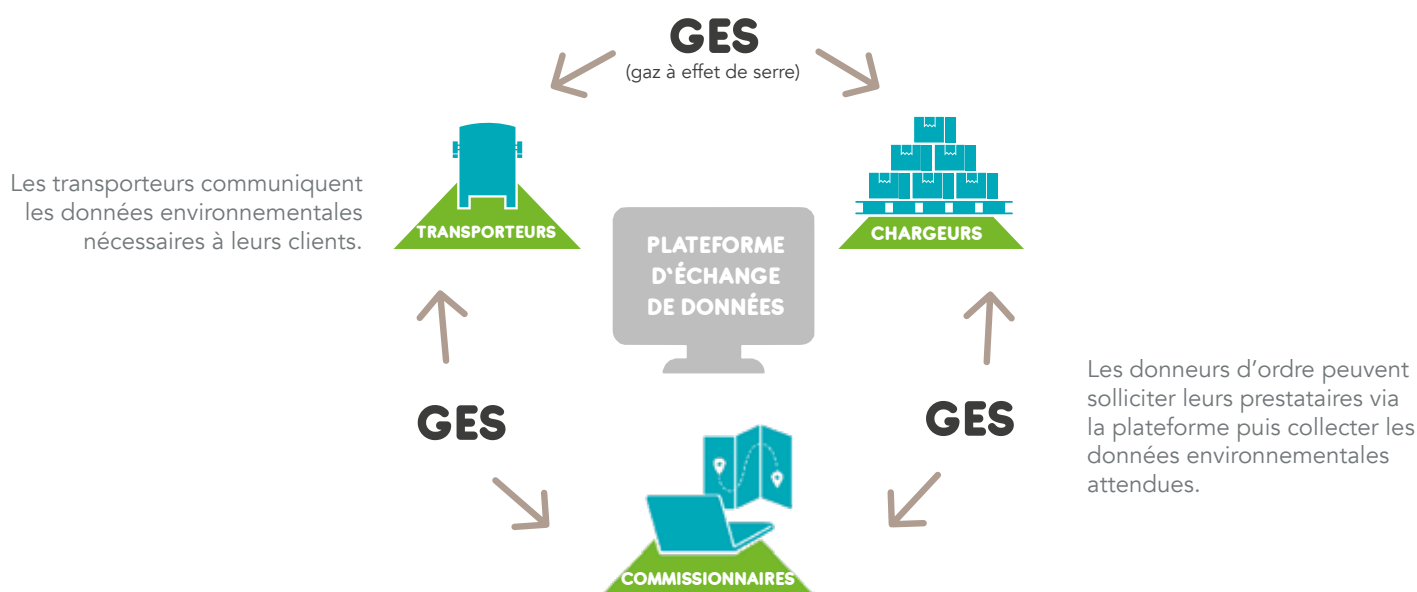 GES
(gaz à effet de serre)
Les transporteurs communiquent
les données environnementales
nécessaires à leurs clients.
TRANSPORTEURS
CHARGEURS
PLATEFORME
D'ÉCHANGE
DE DONNÉES
GES
GES
Les donneurs d’ordre peuvent
solliciter leurs prestataires via
la plateforme puis collecter les
données environnementales
attendues.
COMMISSIONNAIRES